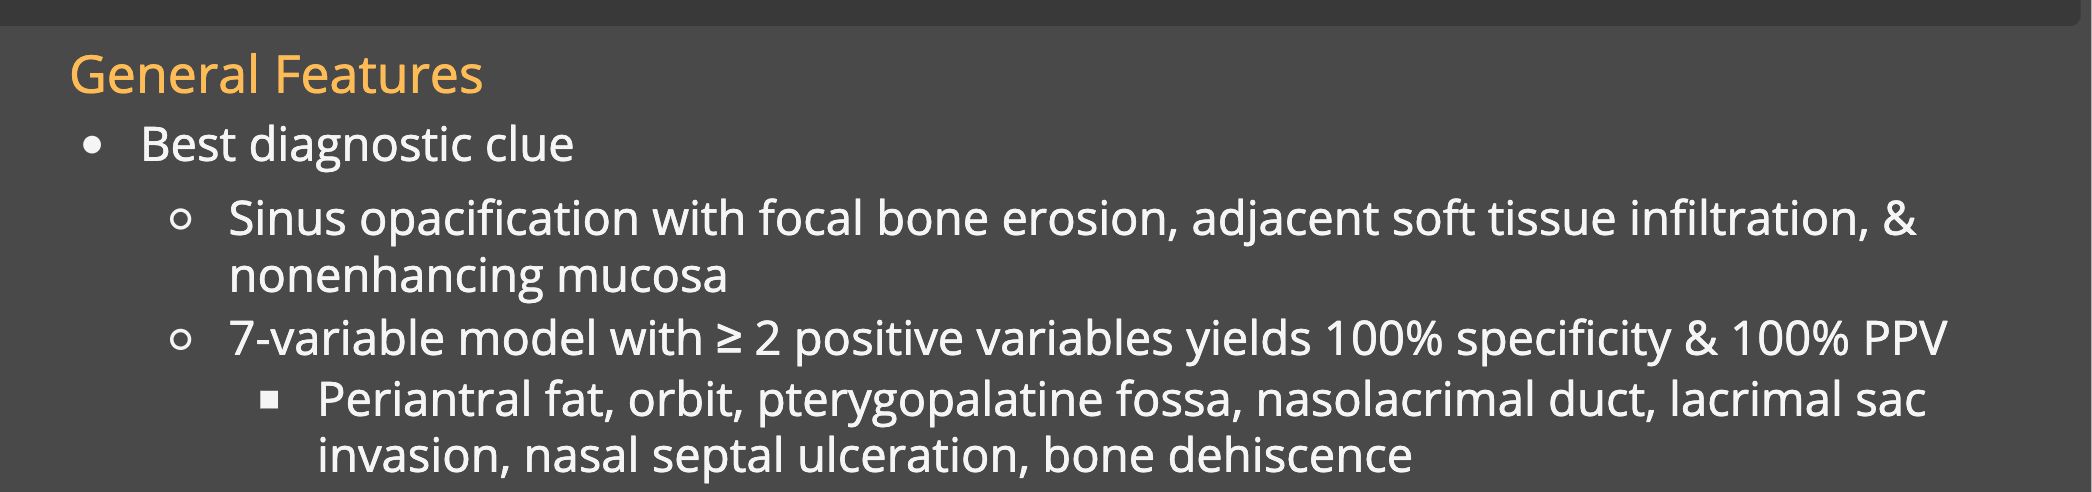 General Features
• Best diagnostic clue
○ Sinus opacification with focal bone erosion, adjacent soft tissue infiltration, &
nonenhancing mucosa
○ 7-variable model with ≥ 2 positive variables yields 100% specificity & 100% PPV
■ Periantral fat, orbit, pterygopalatine fossa, nasolacrimal duct, lacrimal sac
invasion, nasal septal ulceration, bone dehiscence